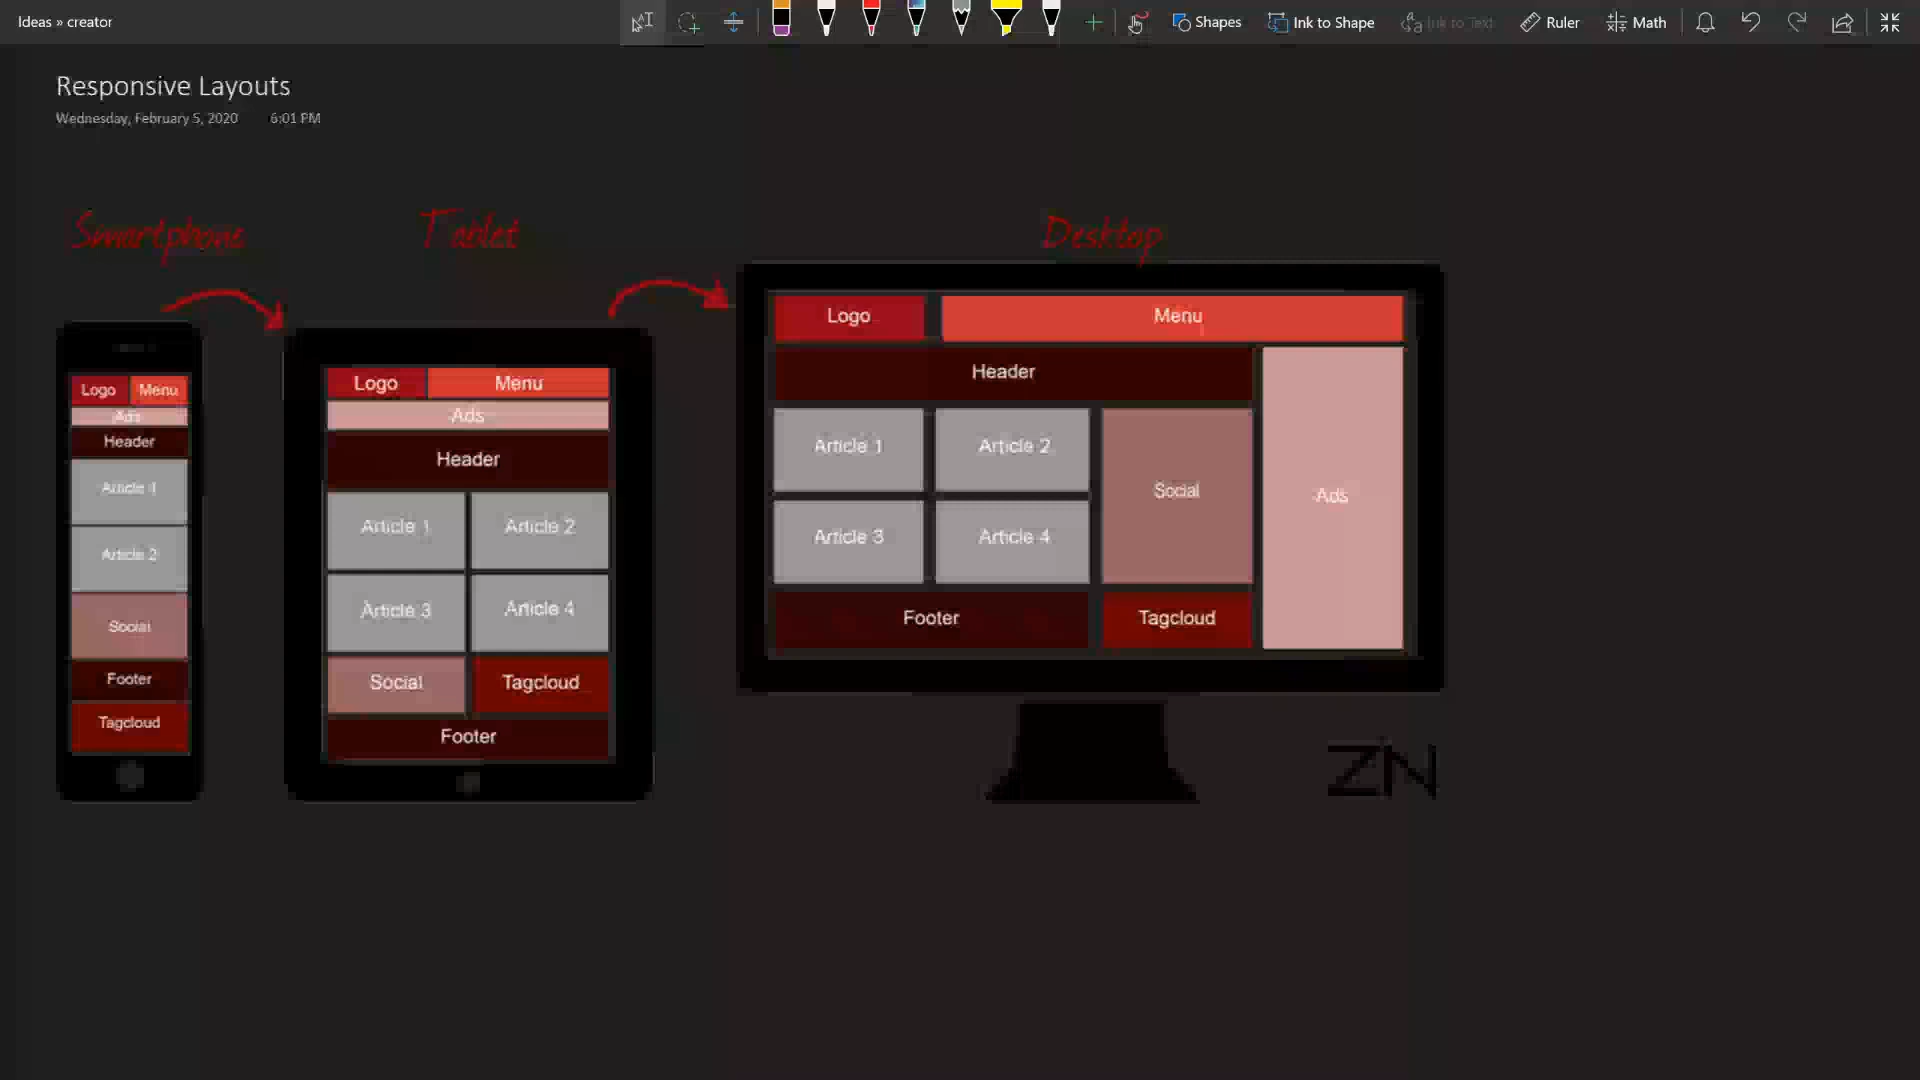 Ideas » creator
Shapes
Ink to Shape
Ink to Text
Ruler
Math
Responsive Layouts
Wednesday, February 5, 2020 6:01 PM
Smartphone
Tablet
Desktop
Logo Menu
Ads
Header
Article 1
Article 2
Social
Footer
Tagcloud
Logo Menu
Ads
Header
Article 1 Article 2
Article 3 Article 4
Social Tagcloud
Footer
Logo Menu
Header
Article 1 Article 2
Article 3 Article 4
Social
Ads
Footer Tagcloud
ZN